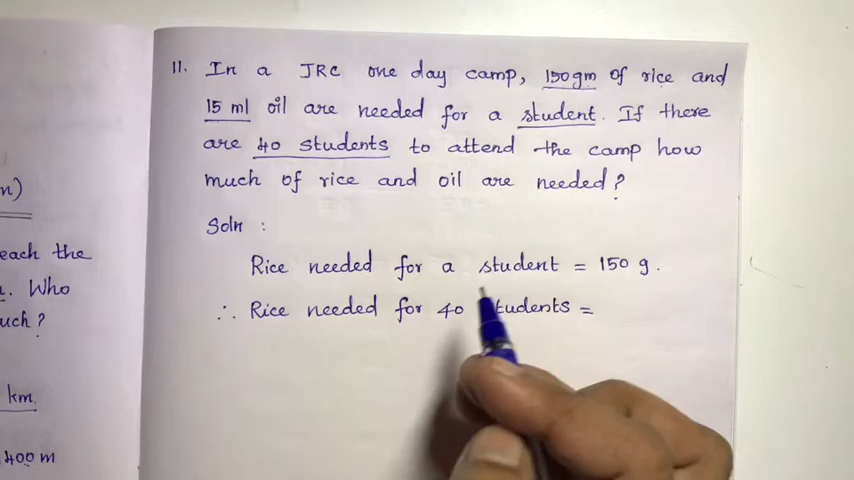 n)
each the
. Who
uch?
km.
400 m
11. In a JRC one day camp, 150gm of rice and
15 ml oil are needed for a student. If there
are 40 students to attend the camp how
much of rice and oil are needed?
Soln :
Rice needed for a student = 150 g.
∴ Rice needed for 40 students =